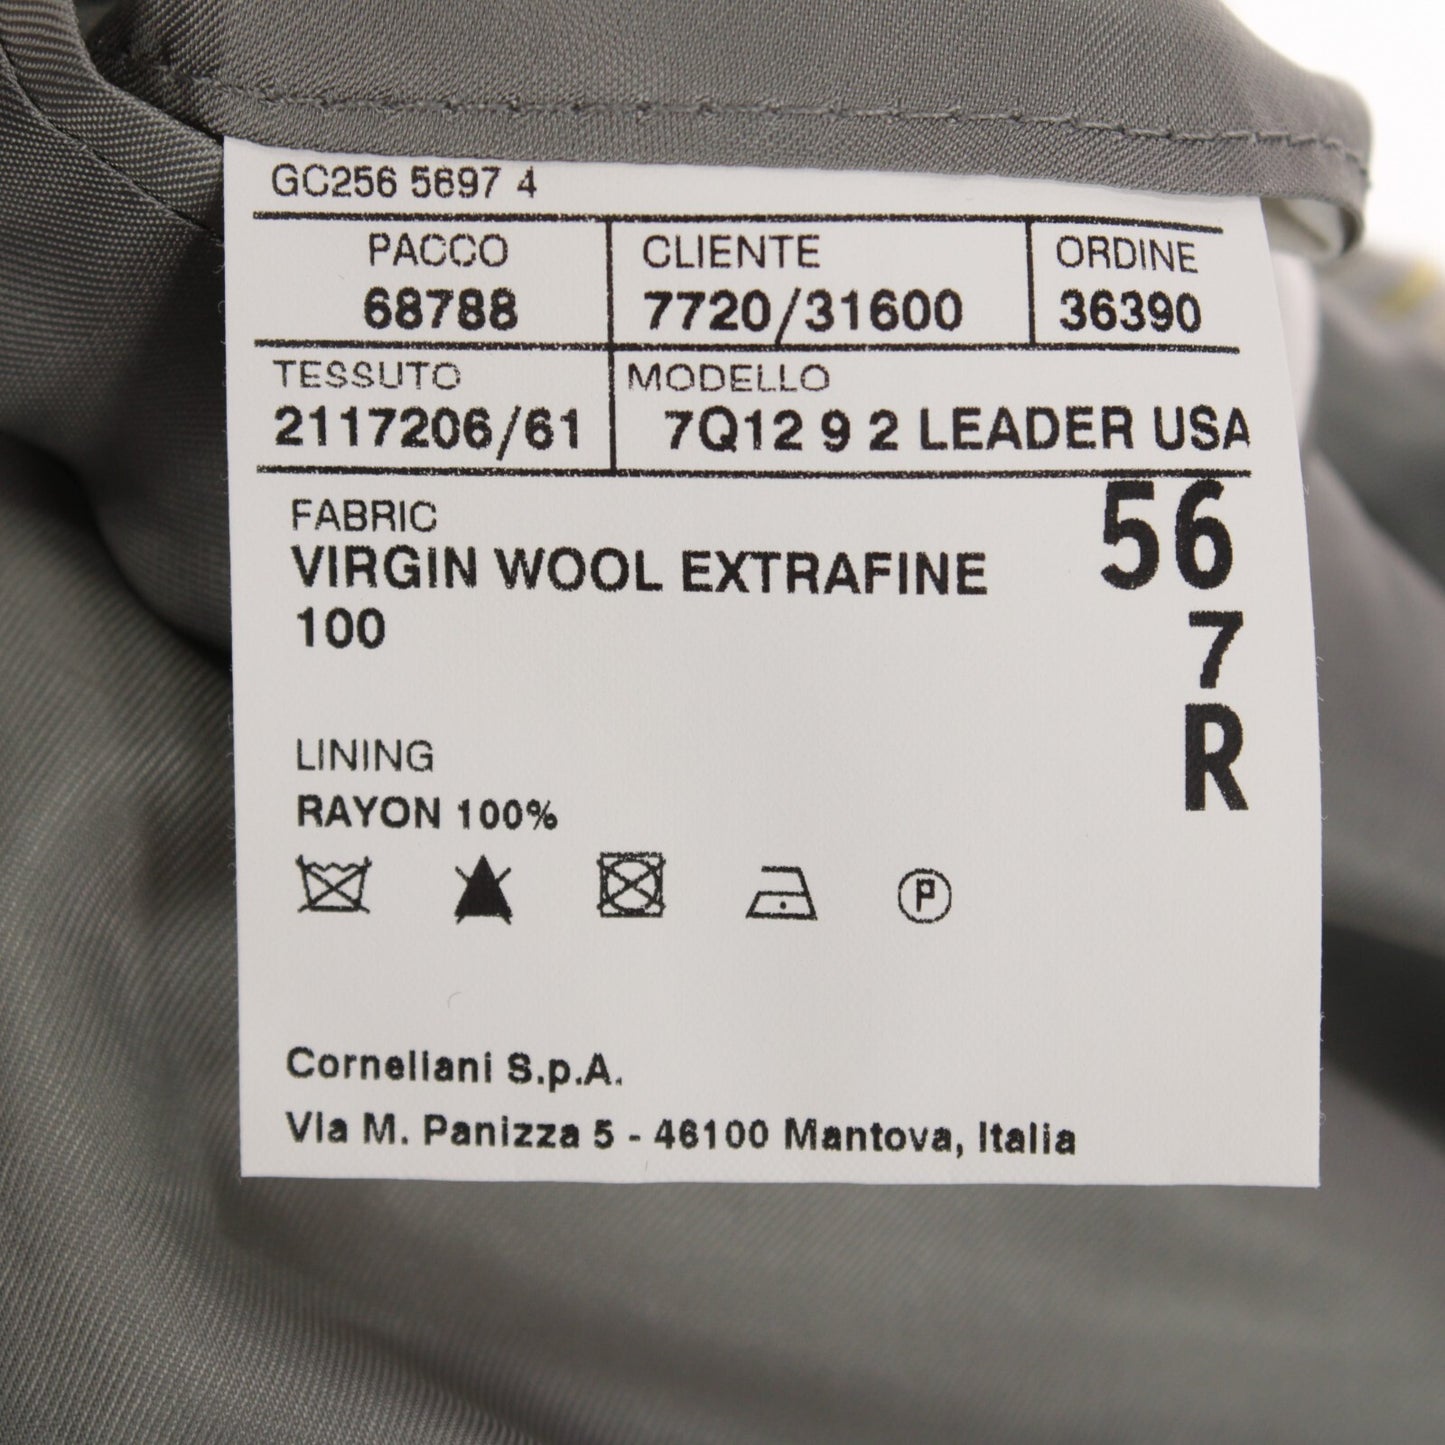 GC256 5697 4
PACCO CLIENTE ORDINE
68788 7720/31600 36390
TESSUTO MODELLO
2117206/61 7Q12 9 2 LEADER USA
FABRIC 56
VIRGIN WOOL EXTRAFINE
100 7
R
LINING
RAYON 100%
P
Cornellani S.p.A.
Via M. Panizza 5 - 46100 Mantova, Italia